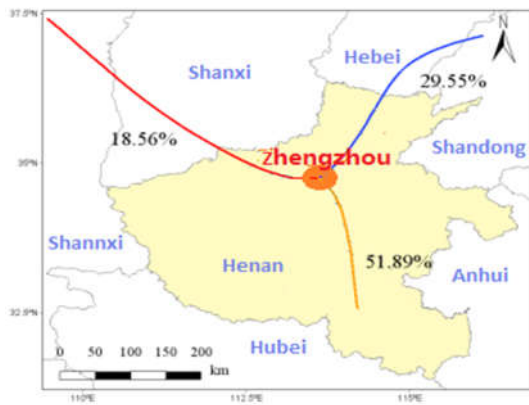 37.5°N
N
Hebei
Shanxi
29.55%
18.56%
Zhengzhou
Shandong
35°N
Shannxi
Henan
51.89%
Anhui
32.5°N
Hubei
0 50 100 150 200
km
110°E 112.5°E 115°E